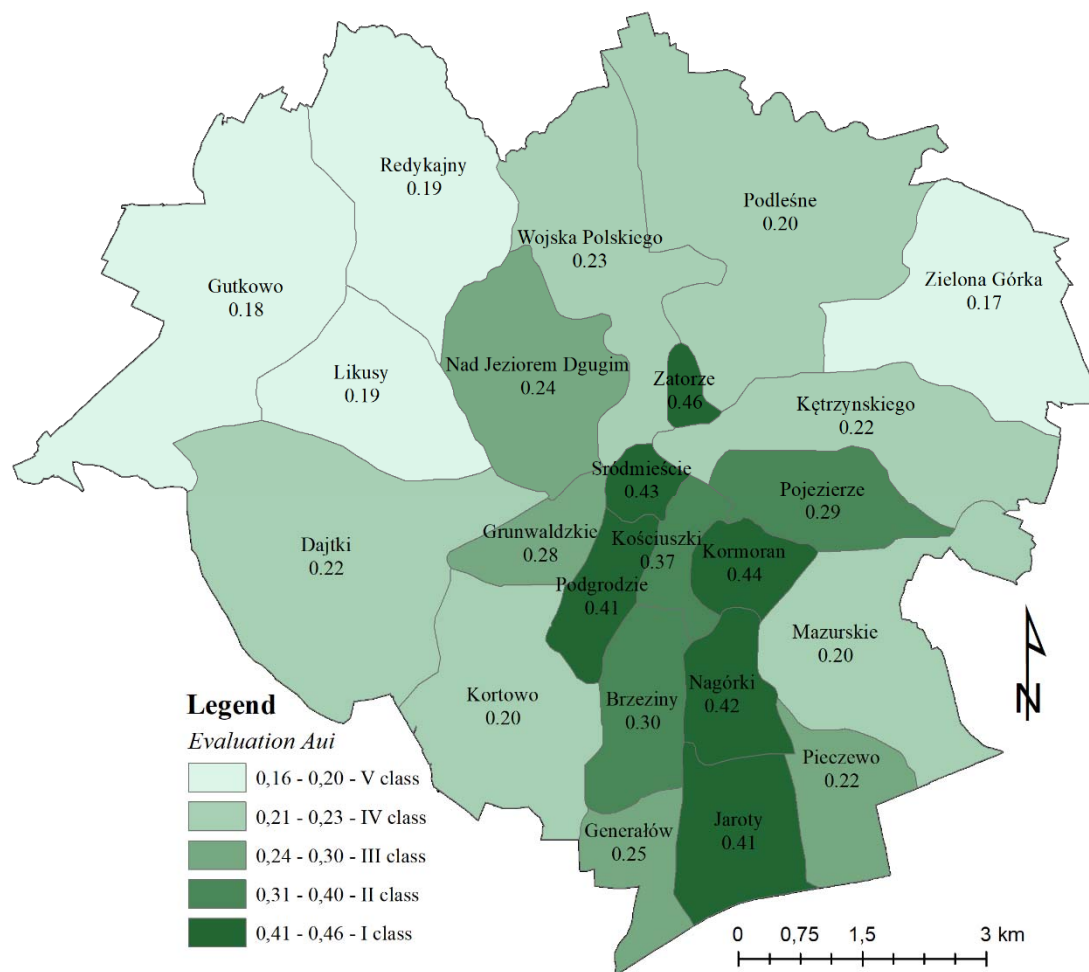 Redykajny
0.19
Podleśne
0.20
Wojska Polskiego
0.23
Gutkowo
0.18
Zielona Górka
0.17
Likusy
0.19
Nad Jeziorem Dgugim
0.24
Zatorze
0.46
Kętrzynskiego
0.22
Sródmieście
0.43
Pojezierze
0.29
Dajtki
0.22
Grunwaldzkie
0.28
Kościuszki
0.37
Kormoran
0.44
Podgrodzie
0.41
Mazurskie
0.20
Kortowo
0.20
Brzeziny
0.30
Nagórki
0.42
Pieczewo
0.22
Generałów
0.25
Jaroty
0.41
N
Legend
Evaluation Aui
0,16 - 0,20 - V class
0,21 - 0,23 - IV class
0,24 - 0,30 - III class
0,31 - 0,40 - II class
0,41 - 0,46 - I class
0 0,75 1,5 3 km